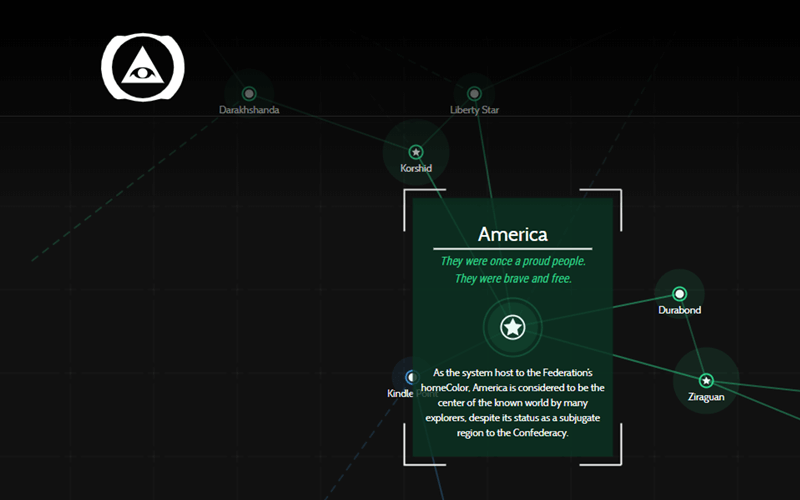 Darakhshanda
Liberty Star
Korshid
America
They were once a proud people.
They were brave and free.
Durabond
As the system host to the Federation's
homeColor, America is considered to be the
center of the known world by many
explorers, despite its status as a subjugate
region to the Confederacy.
Kindle Point
Ziraguan